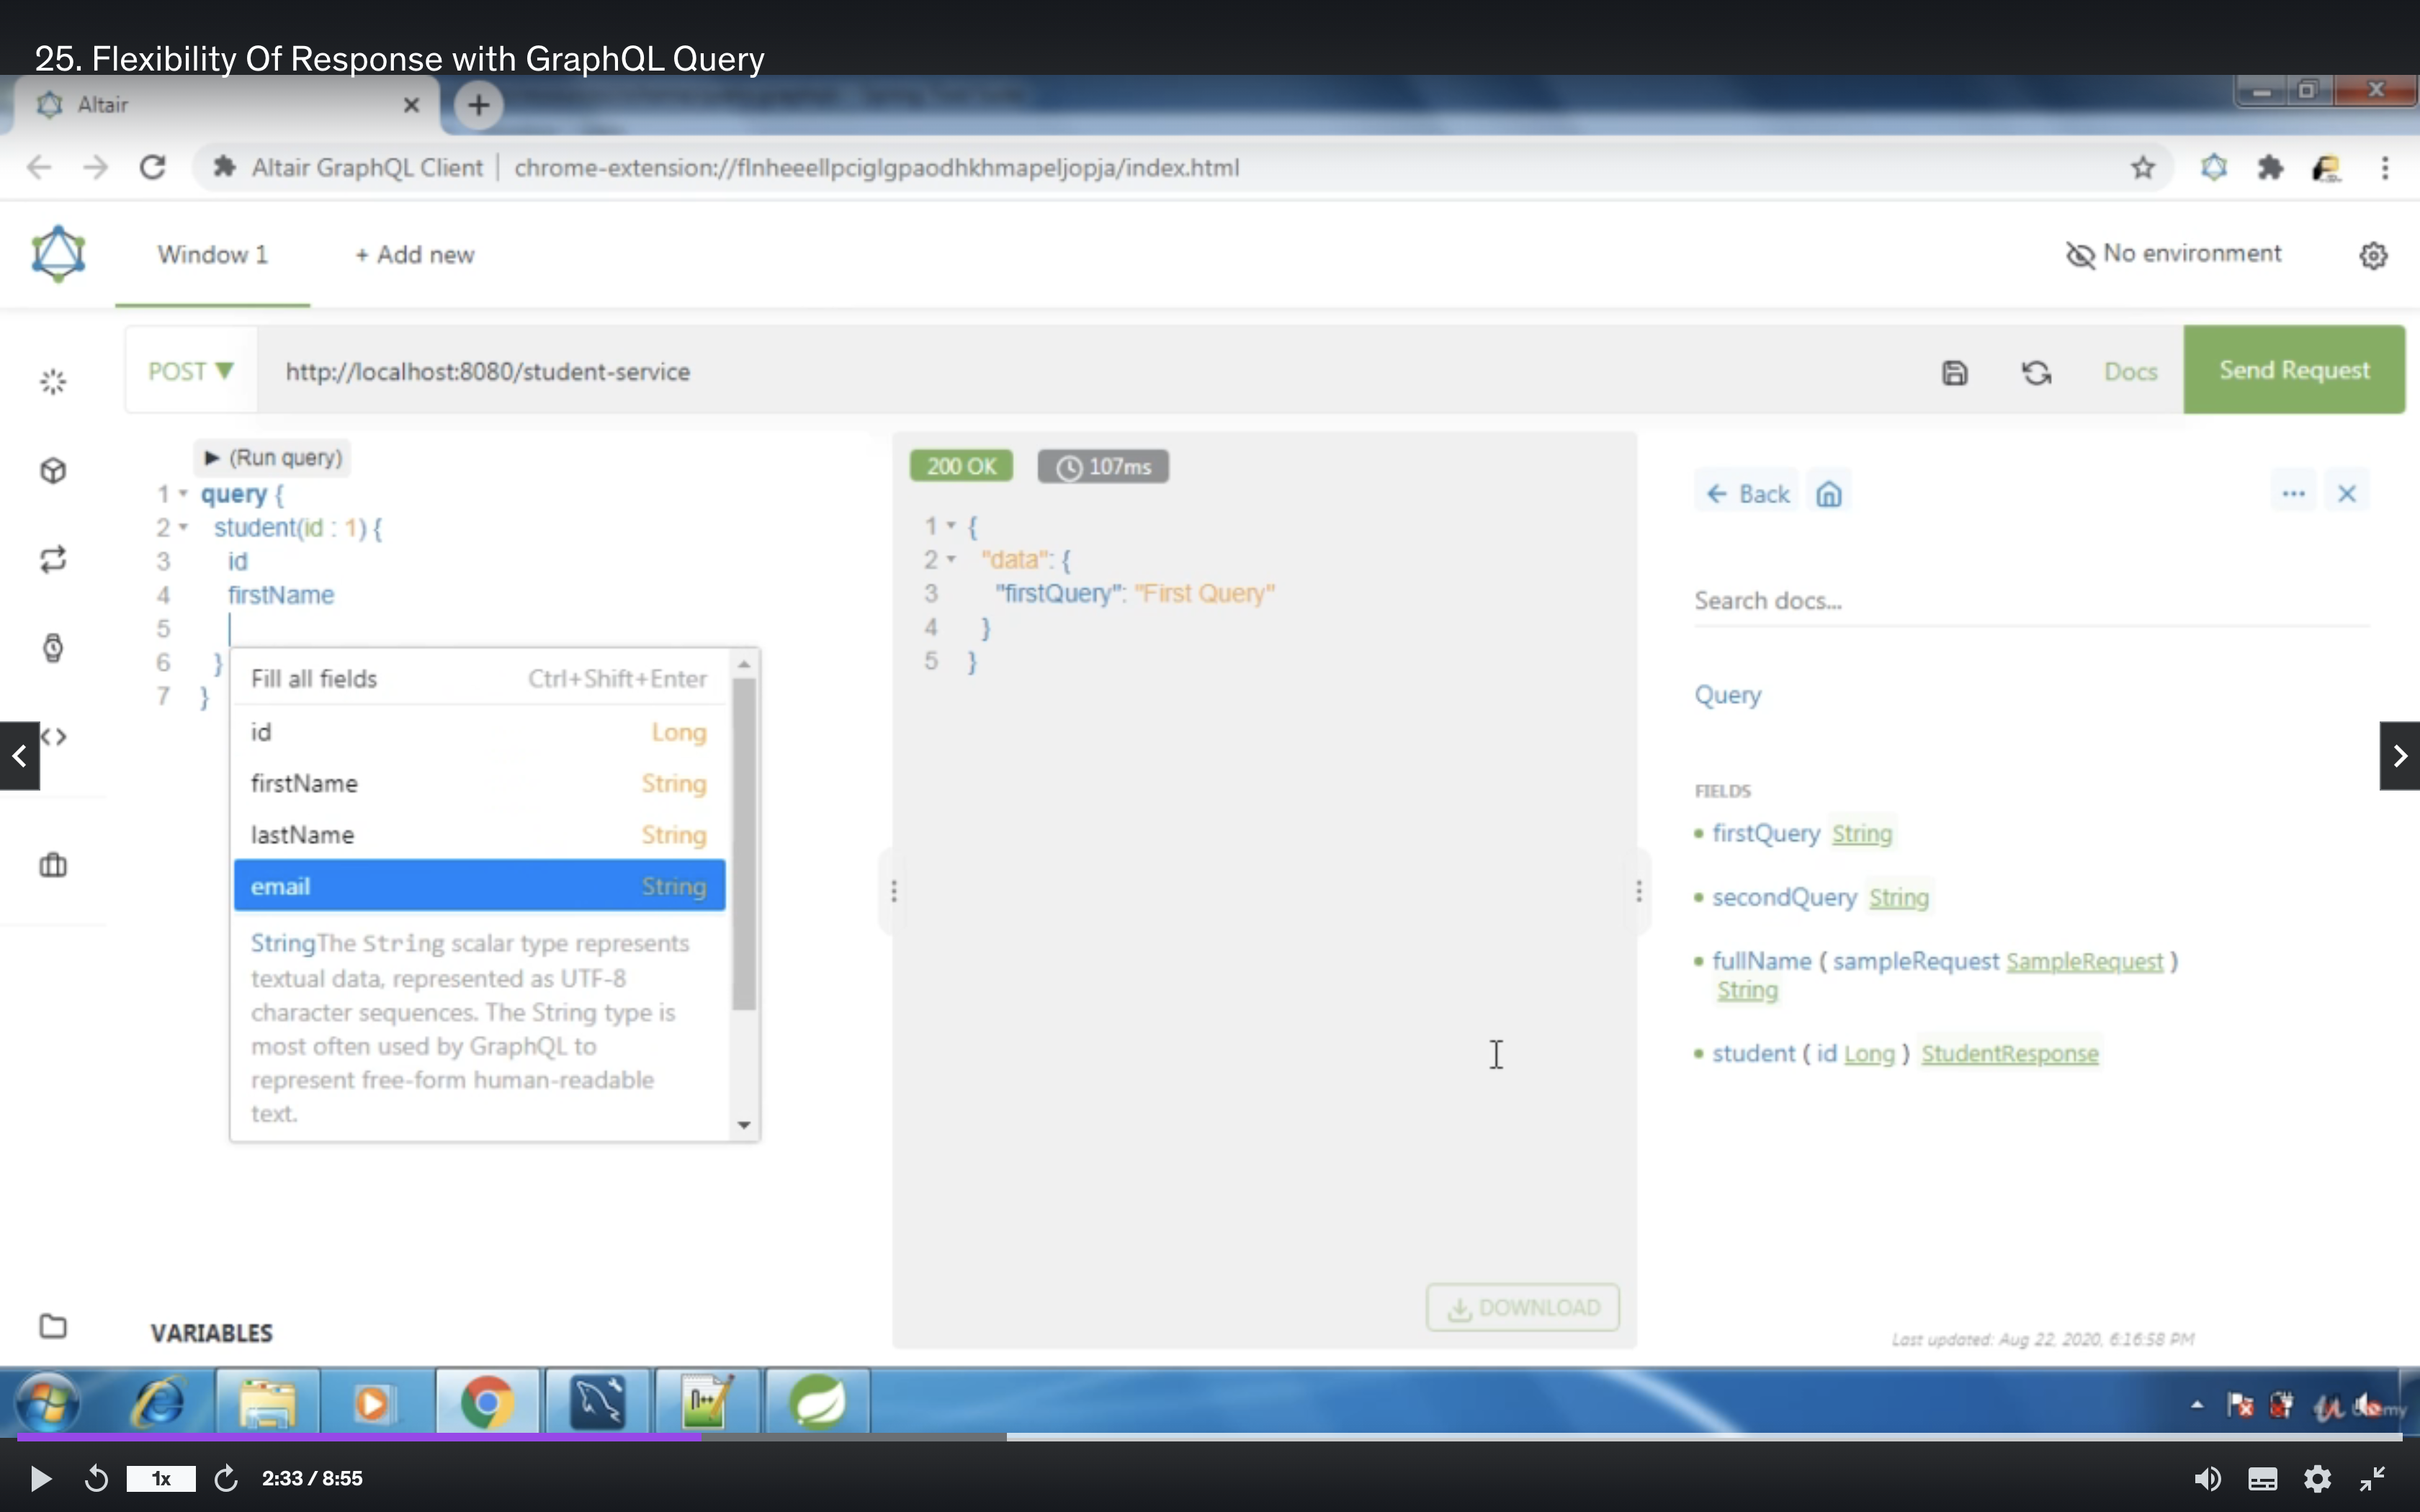 25. Flexibility Of Response with GraphQL Query
Altair
Altair GraphQL Client | chrome-extension://flnheeellpciglgpaodhkhmapeljopja/index.html
Window 1
+ Add new
No environment
POST ▼
http://localhost:8080/student-service
Docs
Send Request
▶ (Run query)
1 query {
2 student(id : 1) {
3 id
4 firstName
5
6 }
7 }
Fill all fields Ctrl+Shift+Enter
id Long
firstName String
lastName String
email String
StringThe String scalar type represents
textual data, represented as UTF-8
character sequences. The String type is
most often used by GraphQL to
represent free-form human-readable
text.
VARIABLES
200 OK 107ms
1 {
2 "data": {
3 "firstQuery": "First Query"
4 }
5 }
DOWNLOAD
← Back
Search docs...
Query
FIELDS
firstQuery String
secondQuery String
fullName ( sampleRequest SampleRequest )
String
student ( id Long ) StudentResponse
Last updated: Aug 22, 2020, 6:16:58 PM
1x
2:33 / 8:55